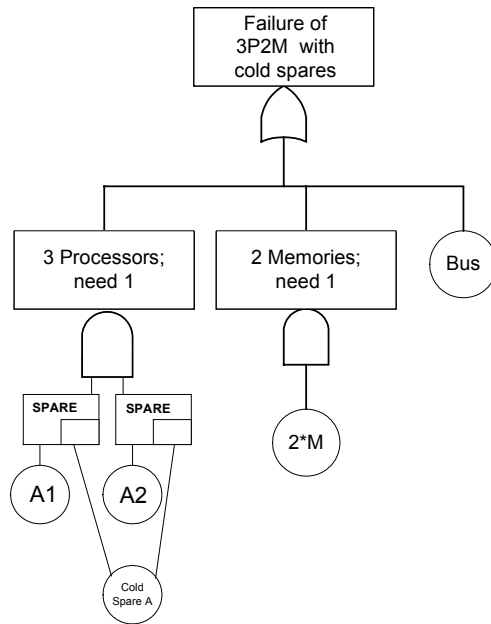 Failure of
3P2M with
cold spares
3 Processors;
need 1
2 Memories;
need 1
Bus
SPARE
SPARE
2*M
A1
A2
Cold
Spare A